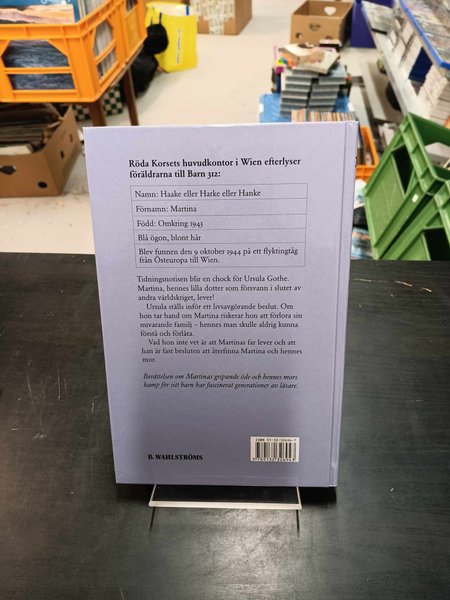 Röda Korsets huvudkontor i Wien efterlyser
föräldrarna till Barn 312:
Namn: Haake eller Harke eller Hanke
Förnamn: Martina
Född: Omkring 1943
Blå ögon, blont hår
Blev funnen den 9 oktober 1944 på ett flyktingtåg
från Östeuropa till Wien.
Tidningsnotisen blir en chock för Ursula Gothe.
Martina, hennes lilla dotter som försvann i slutet av
andra världskriget, lever!
Utsula ställs inför ett livsavgörande beslut. Om
hon tar hand om Martina riskerar hon att förlora sin
nuvarande familj – hennes man skulle aldrig kunna
förstå och förlåta.
Vad hon inte vet är att Martinas far lever och att
han är fast besluten att återfinna Martina och hennes
mor.
Berättelsen om Martinas gripande öde och hennes mors
kamp för sitt barn har fascinerat generationer av läsare.
B. WAHLSTRÖMS